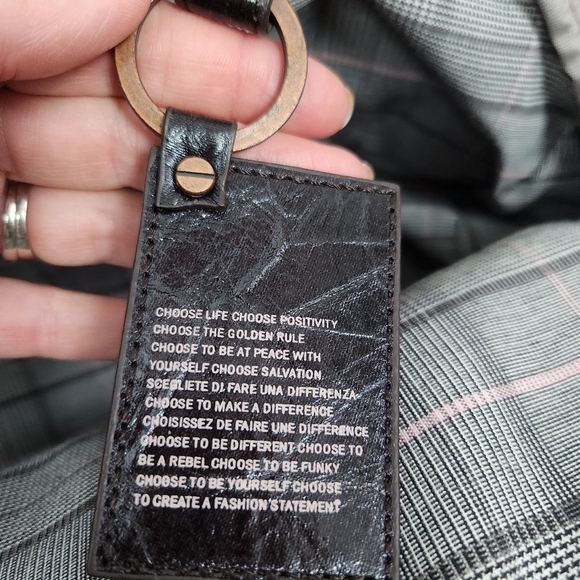 CHOOSE LIFE CHOOSE POSITIVITY
CHOOSE THE GOLDEN RULE
CHOOSE TO BE AT PEACE WITH
YOURSELF CHOOSE SALVATION
SCEGLIETE DI FARE UNA DIFFERENZA
CHOOSE TO MAKE A DIFFERENCE
CHOISISSEZ DE FAIRE UNE DIFFÉRENCE
CHOOSE TO BE DIFFERENT CHOOSE TO
BE A REBEL CHOOSE TO BE FUNKY
CHOOSE TO BE YOURSELF CHOOSE
TO CREATE A FASHION STATEMENT